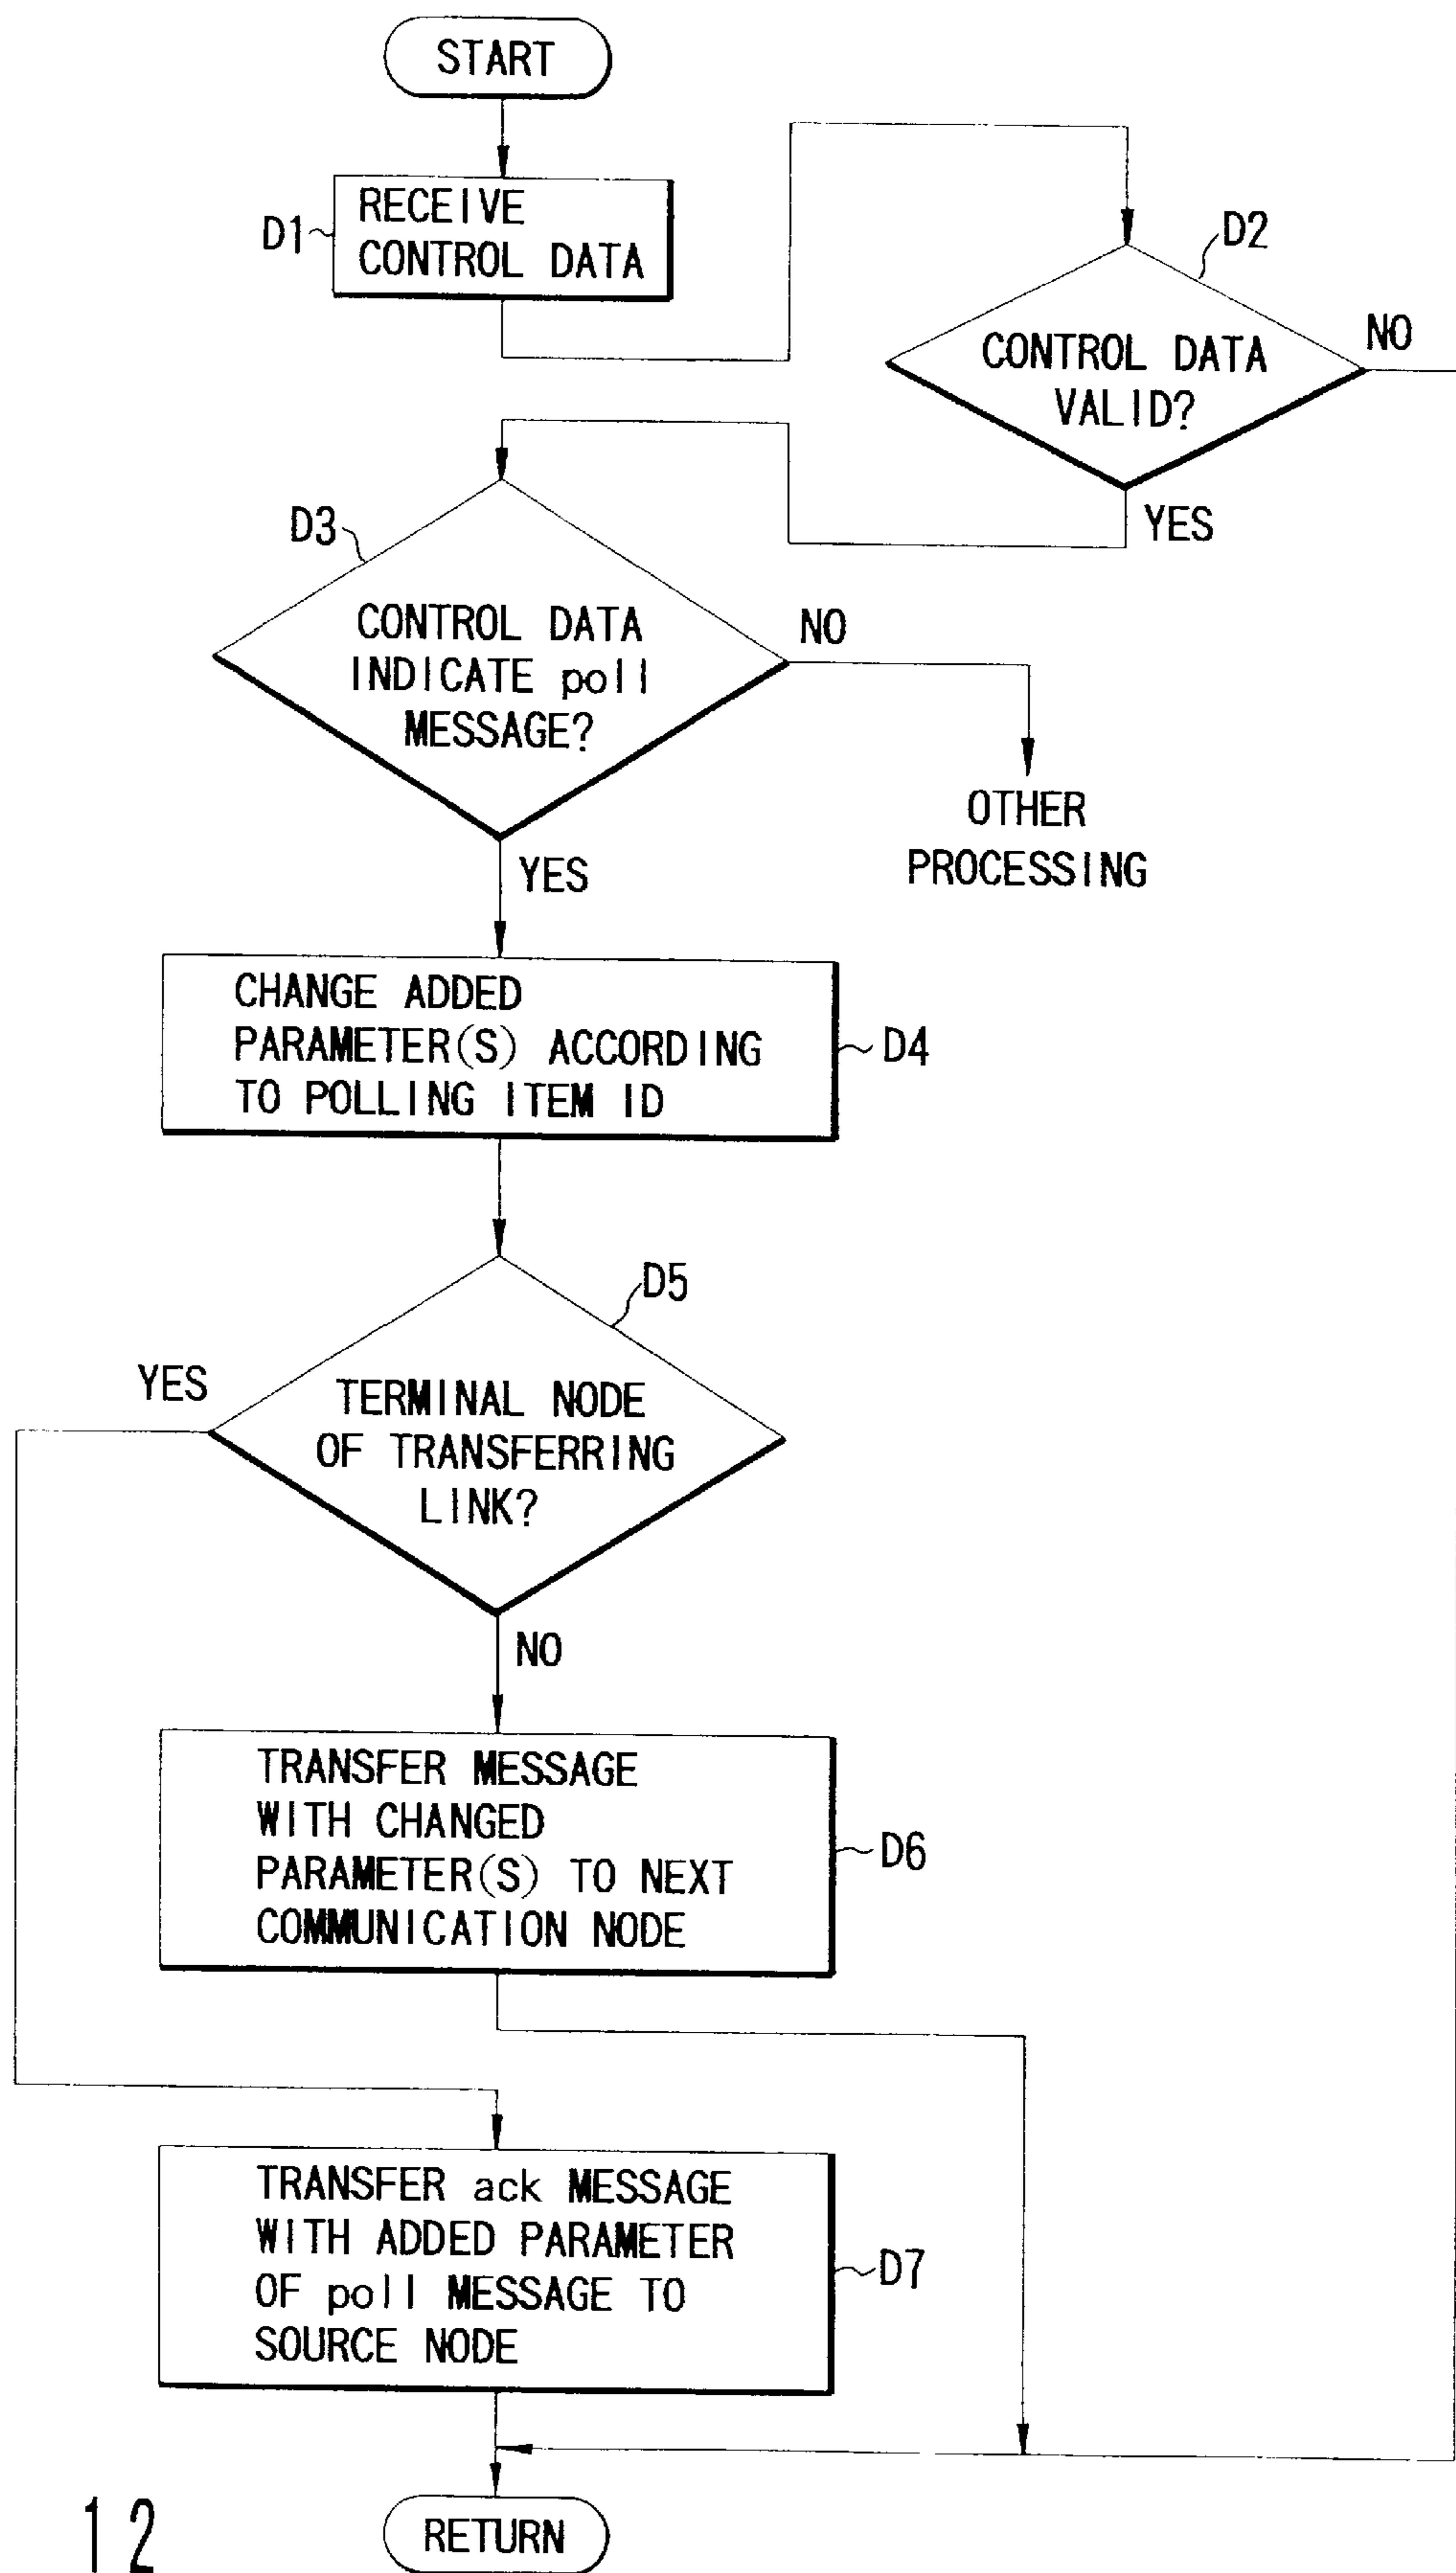 START
RECEIVE
CONTROL DATA
D1
D2
CONTROL DATA
VALID?
NO
YES
D3
CONTROL DATA
INDICATE poll
MESSAGE?
NO
OTHER
PROCESSING
YES
CHANGE ADDED
PARAMETER(S) ACCORDING
TO POLLING ITEM ID
D4
D5
YES
TERMINAL NODE
OF TRANSFERRING
LINK?
NO
TRANSFER MESSAGE
WITH CHANGED
PARAMETER(S) TO NEXT
COMMUNICATION NODE
D6
TRANSFER ack MESSAGE
WITH ADDED PARAMETER
OF poll MESSAGE TO
SOURCE NODE
D7
RETURN
12